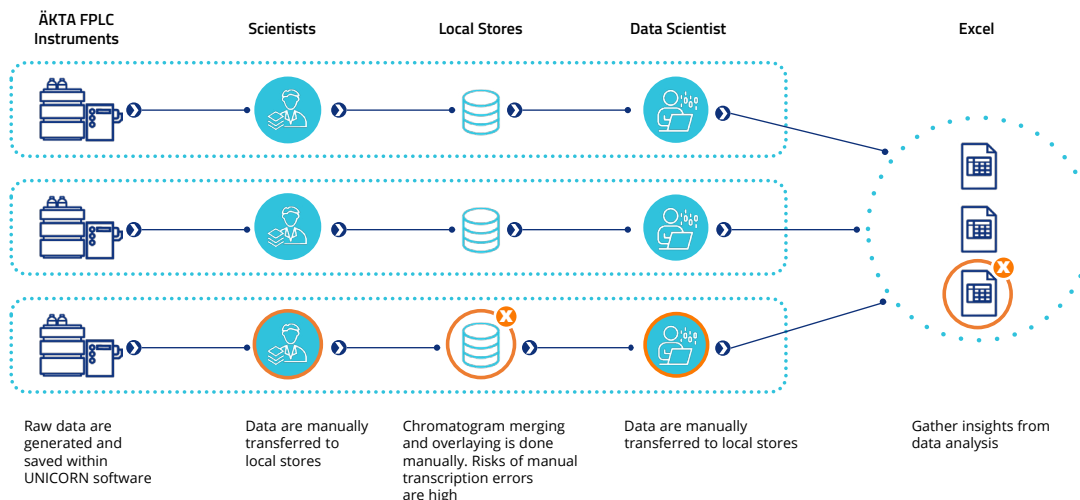 ÄKTA FPLC
Instruments
Scientists
Local Stores
Data Scientist
Excel
X
X
Raw data are
generated and
saved within
UNICORN software
Data are manually
transferred to
local stores
Chromatogram merging
and overlaying is done
manually. Risks of manual
transcription errors
are high
Data are manually
transferred to local stores
Gather insights from
data analysis